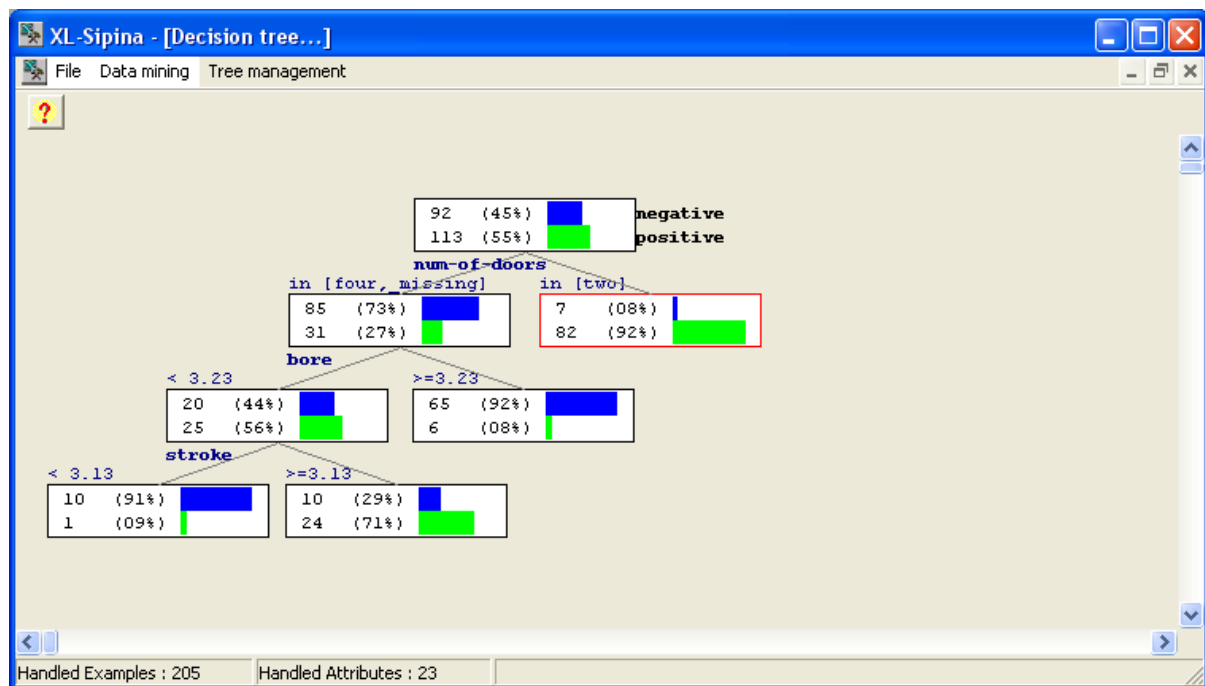 XL-Sipina - [Decision tree...]
File Data mining Tree management
?
92 (45%) negative
113 (55%) positive
num-of-doors
in [four,_missing] in [two]
85 (73%) 7 (08%)
31 (27%) 82 (92%)
bore
< 3.23 >=3.23
20 (44%) 65 (92%)
25 (56%) 6 (08%)
stroke
< 3.13 >=3.13
10 (91%) 10 (29%)
1 (09%) 24 (71%)
Handled Examples : 205 Handled Attributes : 23